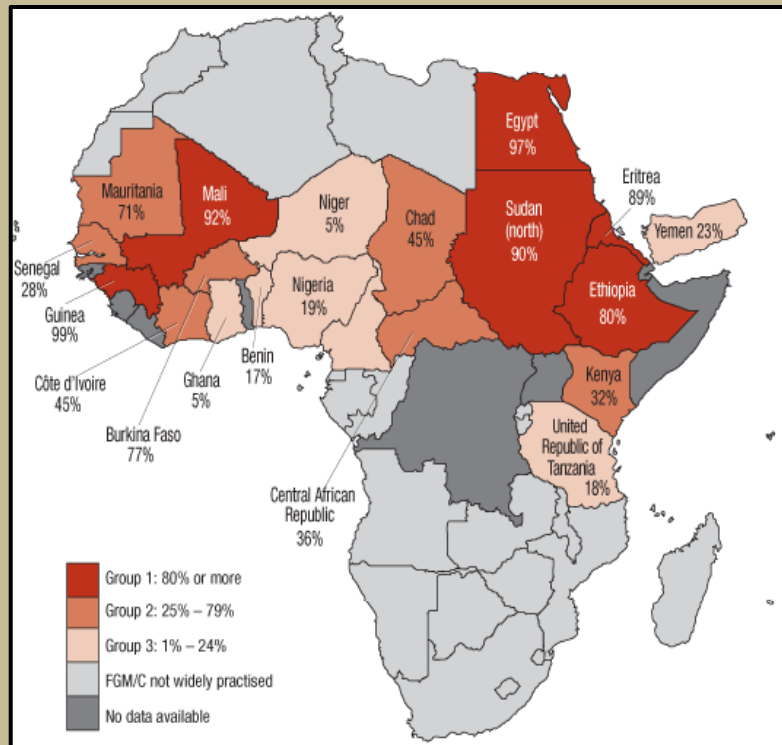 Egypt
97%
Eritrea
89%
Mauritania
71%
Mali
92%
Niger
5%
Chad
45%
Sudan
(north)
90%
Yemen 23%
Senegal
28%
Nigeria
19%
Ethiopia
80%
Guinea
99%
Benin
17%
Ghana
5%
Kenya
32%
Côte d'Ivoire
45%
Burkina Faso
77%
United
Republic of
Tanzania
18%
Central African
Republic
36%
Group 1: 80% or more
Group 2: 25% – 79%
Group 3: 1% – 24%
FGM/C not widely practised
No data available